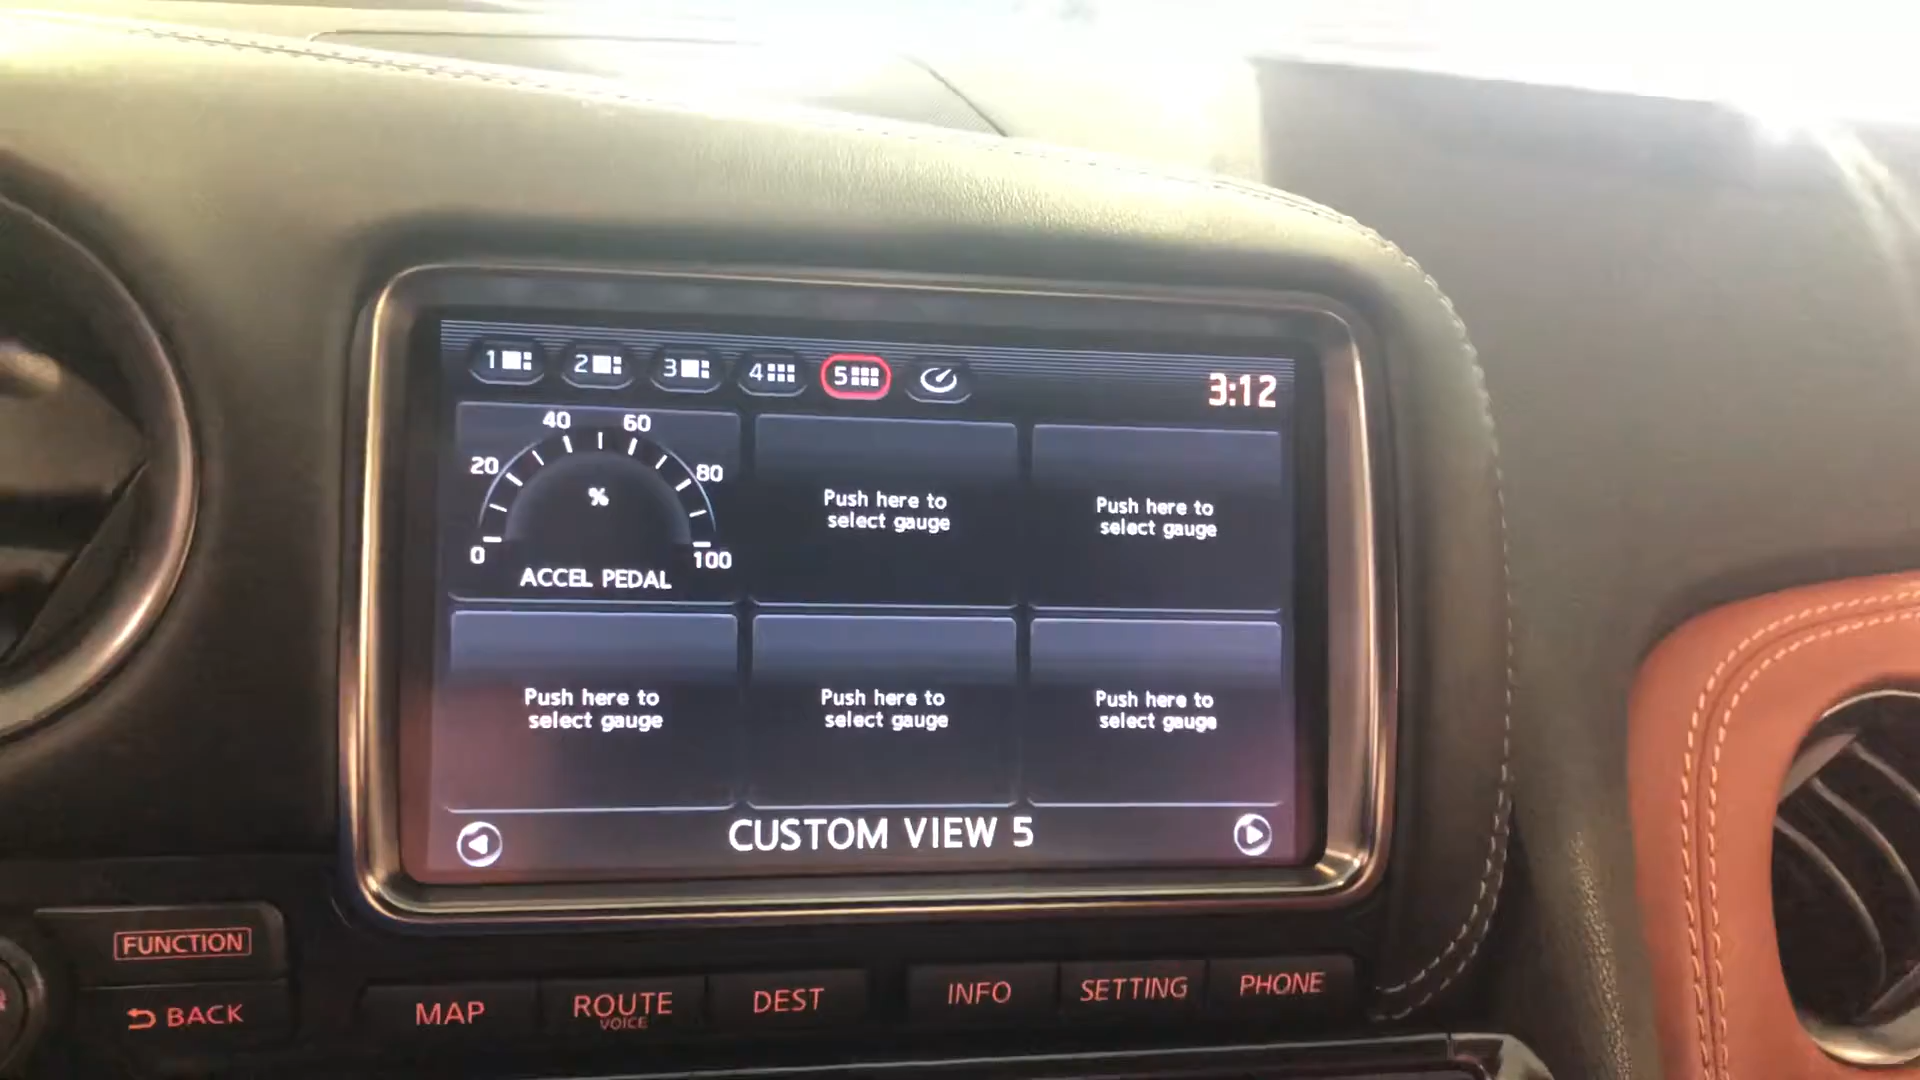 1 2 3 4 5
3:12
40 60
20 80
%
0 100
ACCEL PEDAL
Push here to
select gauge
Push here to
select gauge
Push here to
select gauge
Push here to
select gauge
Push here to
select gauge
CUSTOM VIEW 5
FUNCTION
BACK
MAP
ROUTE
VOICE
DEST
INFO
SETTING
PHONE